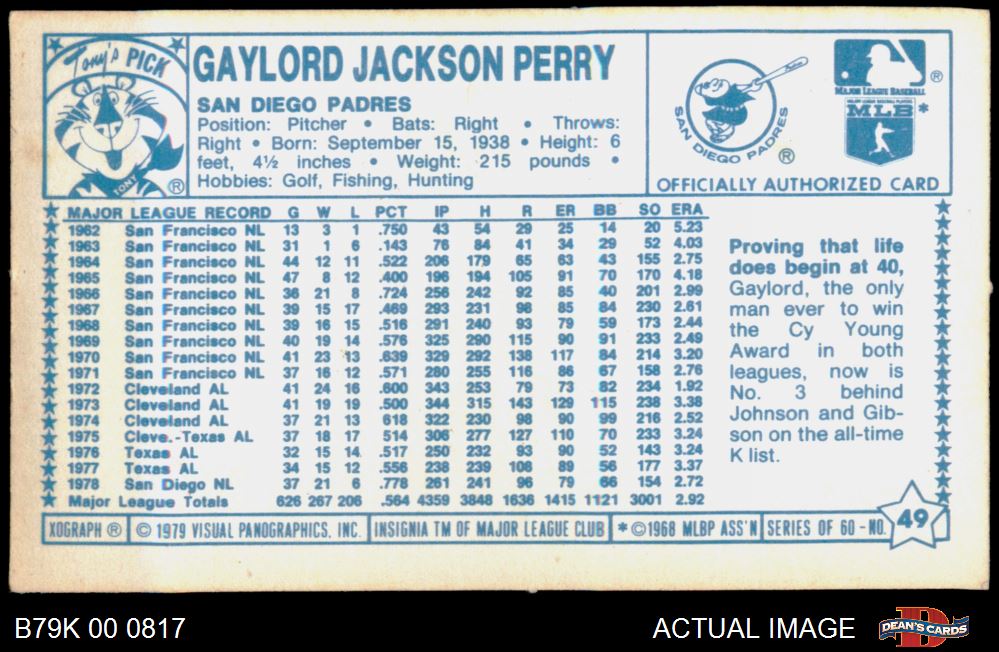 Tony's PICK
TONY ®
GAYLORD JACKSON PERRY
SAN DIEGO PADRES
Position: Pitcher • Bats: Right • Throws:
Right • Born: September 15, 1938 • Height: 6
feet, 4½ inches • Weight: 215 pounds •
Hobbies: Golf, Fishing, Hunting
SAN DIEGO PADRES ®
MAJOR LEAGUE BASEBALL ®
MAJOR LEAGUE BASEBALL PLAYERS
MLB *
OFFICIALLY AUTHORIZED CARD
MAJOR LEAGUE RECORD G W L PCT IP H R ER BB SO ERA
1962 San Francisco NL 13 3 1 .750 43 54 29 25 14 20 5.23
1963 San Francisco NL 31 1 6 .143 76 84 41 34 29 52 4.03
1964 San Francisco NL 44 12 11 .522 206 179 65 63 43 155 2.75
1965 San Francisco NL 47 8 12 .400 196 194 105 91 70 170 4.18
1966 San Francisco NL 36 21 8 .724 256 242 92 85 40 201 2.99
1967 San Francisco NL 39 15 17 .469 293 231 98 85 84 230 2.61
1968 San Francisco NL 39 16 15 .516 291 240 93 79 59 173 2.44
1969 San Francisco NL 40 19 14 .576 325 290 115 90 91 233 2.49
1970 San Francisco NL 41 23 13 .639 329 292 138 117 84 214 3.20
1971 San Francisco NL 37 16 12 .571 280 255 116 86 67 158 2.76
1972 Cleveland AL 41 24 16 .600 343 253 79 73 82 234 1.92
1973 Cleveland AL 41 19 19 .500 344 315 143 129 115 238 3.38
1974 Cleveland AL 37 21 13 618 322 230 98 90 99 216 2.52
1975 Cleve.-Texas AL 37 18 17 514 306 277 127 110 70 233 3.24
1976 Texas AL 32 15 14 .517 250 232 93 90 52 143 3.24
1977 Texas AL 34 15 12 .556 238 239 108 89 56 177 3.37
1978 San Diego NL 37 21 6 .778 261 241 96 79 66 154 2.72
Major League Totals 626 267 206 .564 4359 3848 1636 1415 1121 3001 2.92
Proving that life
does begin at 40,
Gaylord, the only
man ever to win
the Cy Young
Award in both
leagues, now is
No. 3 behind
Johnson and Gib-
son on the all-time
K list.
XOGRAPH ® © 1979 VISUAL PANOGRAPHICS, INC. INSIGNIA TM OF MAJOR LEAGUE CLUB * ©1968 MLBP ASS'N SERIES OF 60 - NO. 49
B79K 00 0817
ACTUAL IMAGE
D
DEAN'S CARDS